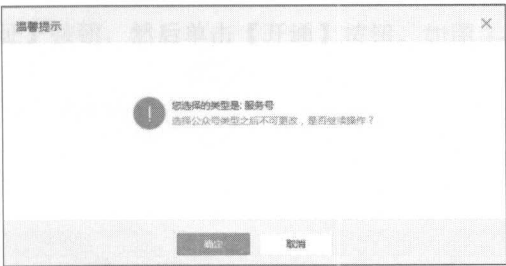 温馨提示
您选择的类型是: 服务号
选择公众号类型之后不可更改，是否继续操作？
确定
取消